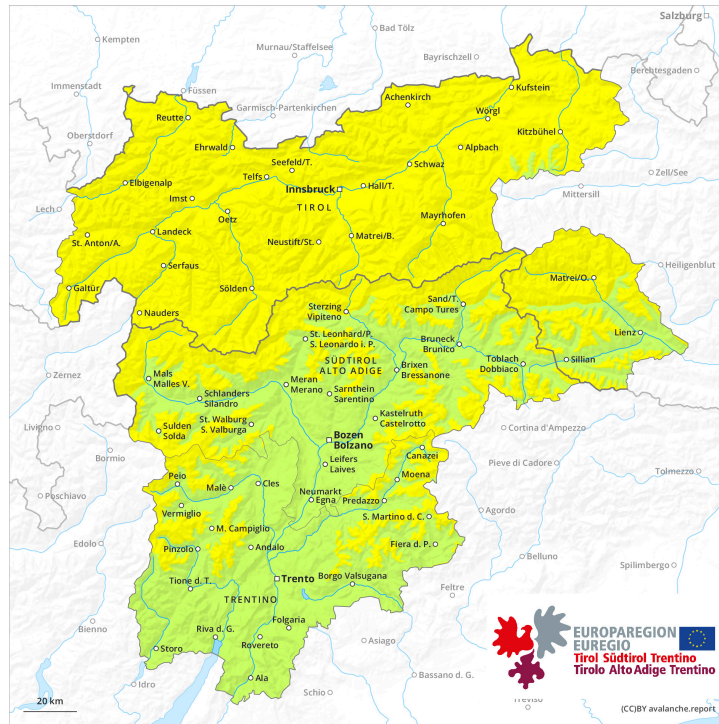 Salzburg
Bad Tölz
Kempten
Murnau/Staffelsee
Bayrischzell
Berchtesgaden
Immenstadt
Füssen
Kufstein
Achenkirch
Garmisch-Partenkirchen
Reutte
Wörgl
Oberstdorf
Kitzbühel
Ehrwald
Alpbach
Seefeld/T.
Schwaz
Telfs
Zell/See
Elbigenalp
Innsbruck
Hall/T.
Mittersill
Imst
TIROL
Lech
Oetz
Mayrhofen
Landeck
St. Anton/A.
Neustift/St.
Matrei/B.
Serfaus
Heiligenblut
Matrei/O.
Galtür
Sölden
Nauders
Sterzing
Vipiteno
Sand/T.
Campo Tures
Lienz
St. Leonhard/P.
S. Leonardo i. P.
Bruneck
Brunico
SÜDTIROL
ALTO ADIGE
Toblach
Dobbiaco
Sillian
Zernez
Mals
Malles V.
Meran
Merano
Brixen
Bressanone
Schlanders
Silandro
Sarnthein
Sarentino
St. Walburg
S. Valburga
Kastelruth
Castelrotto
Livigno
Sulden
Solda
Cortina d'Ampezzo
Bozen
Bolzano
Bormio
Canazei
Pieve di Cadore
Leifers
Laives
Tolmezzo
Peio
Malè
Cles
Moena
Poschiavo
Neumarkt
Egna
Predazzo
Vermiglio
Agordo
S. Martino d. C.
M. Campiglio
Edolo
Pinzolo
Andalo
Fiera d. P.
Belluno
Spilimbergo
Tione d. T.
Trento
Borgo Valsugana
Feltre
TRENTINO
Folgaria
Bienno
Riva d. G.
Rovereto
Asiago
Storo
Ala
Bassano d. G.
Idro
Schio
EUROPAREGION
EUREGIO
Tirol Südtirol Trentino
Tirolo Alto Adige Trentino
Treviso
20 km
(CC)BY avalanche.report